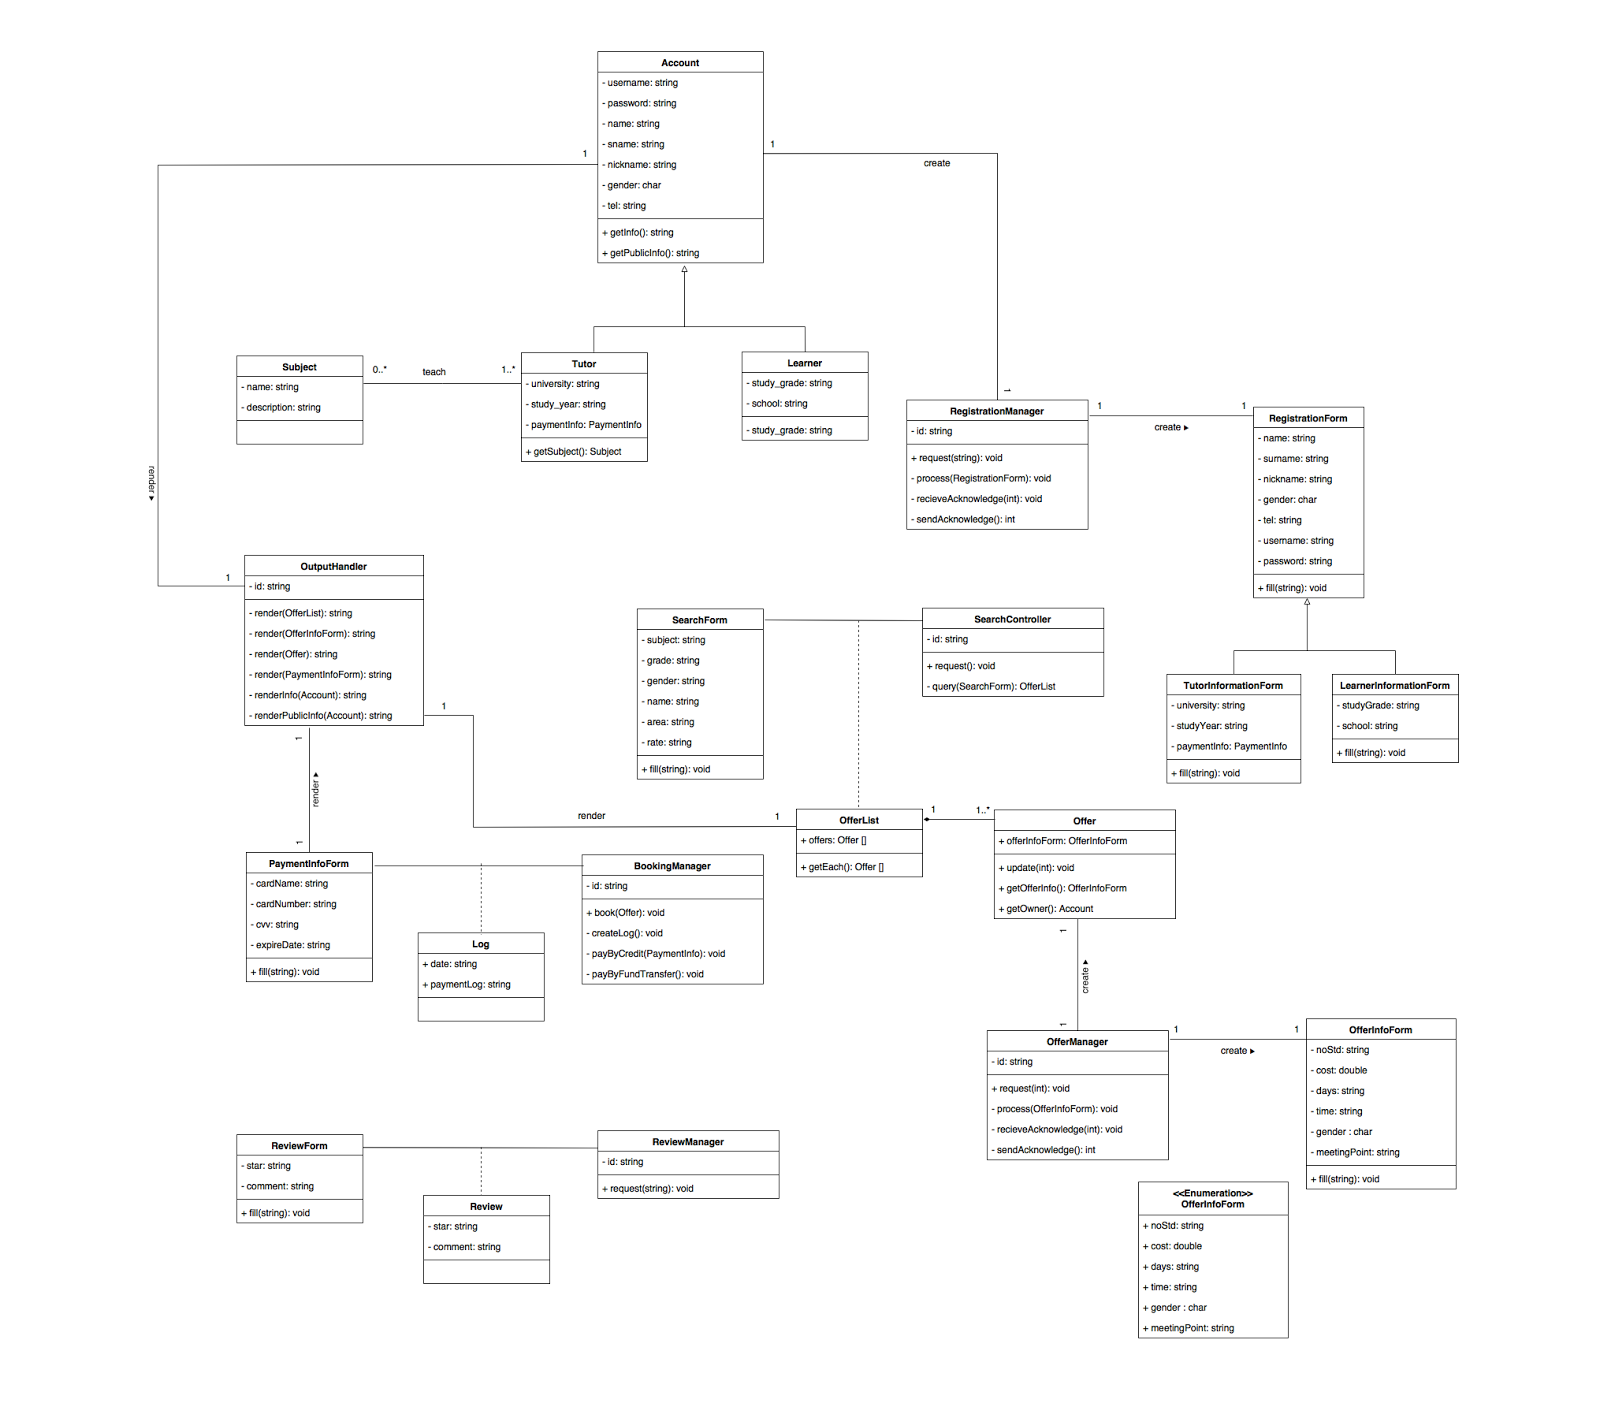 Account
- username: string
- password: string
- name: string
- sname: string
- nickname: string
- gender: char
- tel: string
+ getInfo(): string
+ getPublicInfo(): string
1
1
create
render ▸
Subject
- name: string
- description: string
0..*
teach
1..*
Tutor
- university: string
- study_year: string
- paymentInfo: PaymentInfo
+ getSubject(): Subject
Learner
- study_grade: string
- school: string
- study_grade: string
1
RegistrationManager
- id: string
+ request(string): void
- process(RegistrationForm): void
- recieveAcknowledge(int): void
- sendAcknowledge(): int
1
create ▸
1
RegistrationForm
- name: string
- surname: string
- nickname: string
- gender: char
- tel: string
- username: string
- password: string
+ fill(string): void
1
OutputHandler
- id: string
- render(OfferList): string
- render(OfferInfoForm): string
- render(Offer): string
- render(PaymentInfoForm): string
- renderInfo(Account): string
- renderPublicInfo(Account): string
SearchForm
- subject: string
- grade: string
- gender: string
- name: string
- area: string
- rate: string
+ fill(string): void
SearchController
- id: string
+ request(): void
- query(SearchForm): OfferList
TutorInformationForm
- university: string
- studyYear: string
- paymentInfo: PaymentInfo
+ fill(string): void
LearnerInformationForm
- studyGrade: string
- school: string
+ fill(string): void
1
1
render ▸
1
render
1
OfferList
+ offers: Offer []
+ getEach(): Offer []
1
1..*
Offer
+ offerInfoForm: OfferInfoForm
+ update(int): void
+ getOfferInfo(): OfferInfoForm
+ getOwner(): Account
PaymentInfoForm
- cardName: string
- cardNumber: string
- cvv: string
- expireDate: string
+ fill(string): void
Log
+ date: string
+ paymentLog: string
BookingManager
- id: string
+ book(Offer): void
- createLog(): void
- payByCredit(PaymentInfo): void
- payByFundTransfer(): void
1
create ▸
1
OfferManager
- id: string
+ request(int): void
- process(OfferInfoForm): void
- recieveAcknowledge(int): void
- sendAcknowledge(): int
1
create ▸
1
OfferInfoForm
- noStd: string
- cost: double
- days: string
- time: string
- gender : char
- meetingPoint: string
+ fill(string): void
ReviewForm
- star: string
- comment: string
+ fill(string): void
Review
- star: string
- comment: string
ReviewManager
- id: string
+ request(string): void
<<Enumeration>>
OfferInfoForm
+ noStd: string
+ cost: double
+ days: string
+ time: string
+ gender : char
+ meetingPoint: string